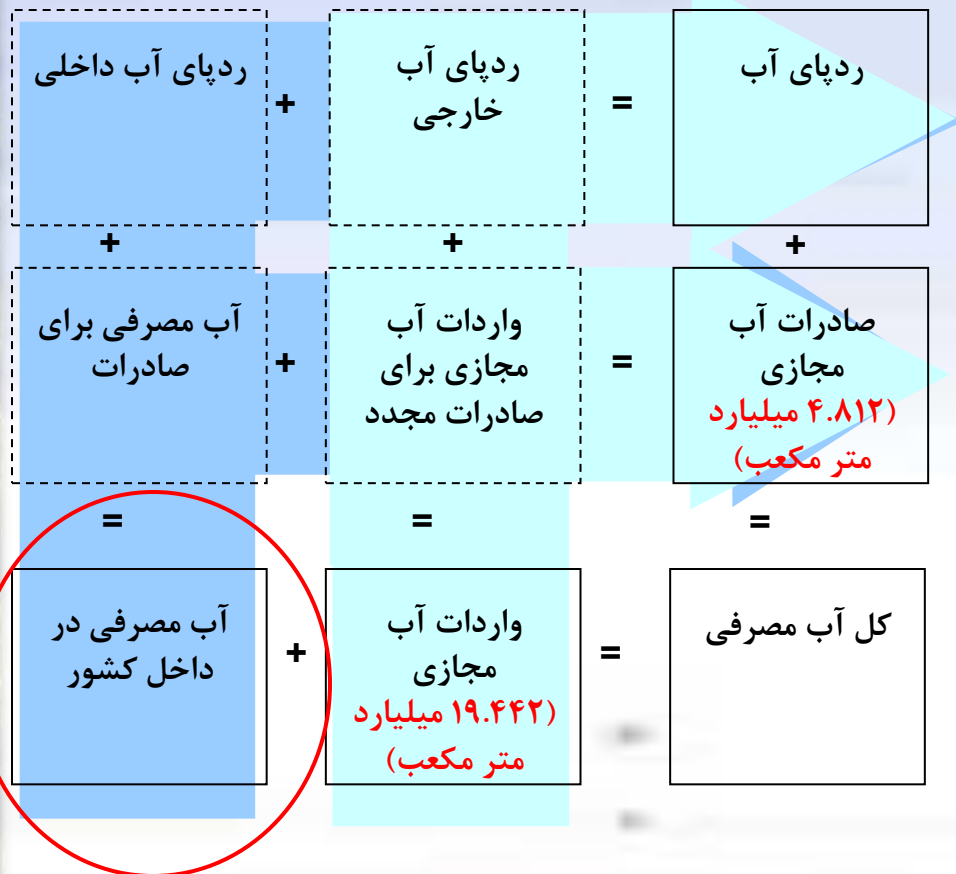 ردپای آب داخلی
+
ردپای آب
خارجی
=
ردپای آب
+
+
+
آب مصرفی برای
صادرات
+
واردات آب
مجازی برای
صادرات مجدد
=
صادرات آب
مجازی
(۴.۸۱۲ میلیارد
متر مکعب)
=
=
=
آب مصرفی در
داخل کشور
+
واردات آب
مجازی
(۱۹.۴۴۲ میلیارد
متر مکعب)
=
کل آب مصرفی